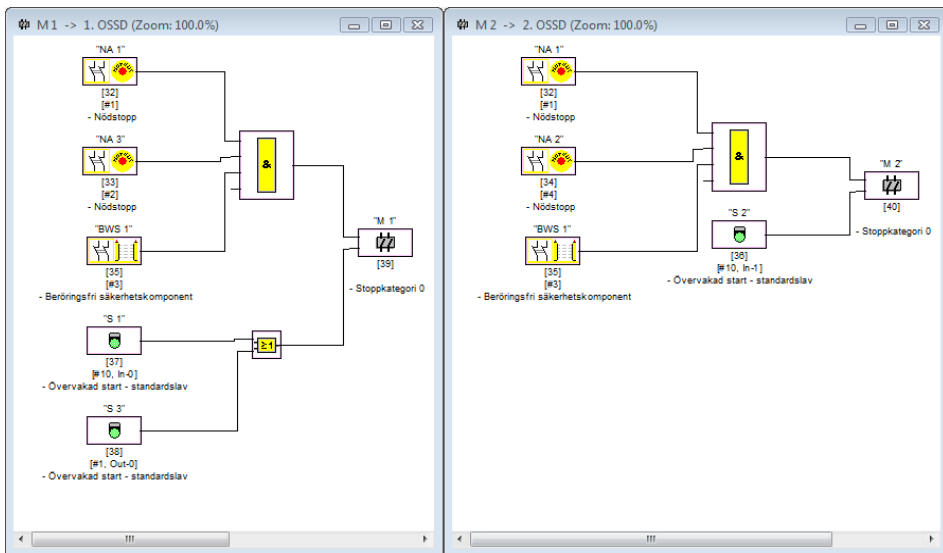 M 1 -> 1. OSSD (Zoom: 100.0%)
"NA 1"
[32]
[#1]
- Nödstopp
"NA 3"
[33]
[#2]
- Nödstopp
&
"BWS 1"
[35]
[#3]
- Beröringsfri säkerhetskomponent
"M 1"
[39]
- Stoppkategori 0
"S 1"
[37]
[#10, In-0]
- Övervakad start - standardslav
≥1
"S 3"
[38]
[#1, Out-0]
- Övervakad start - standardslav
M 2 -> 2. OSSD (Zoom: 100.0%)
"NA 1"
[32]
[#1]
- Nödstopp
"NA 2"
[34]
[#4]
- Nödstopp
&
"M 2"
[40]
- Stoppkategori 0
"BWS 1"
[35]
[#3]
- Beröringsfri säkerhetskomponent
"S 2"
[36]
[#10, In-1]
- Övervakad start - standardslav